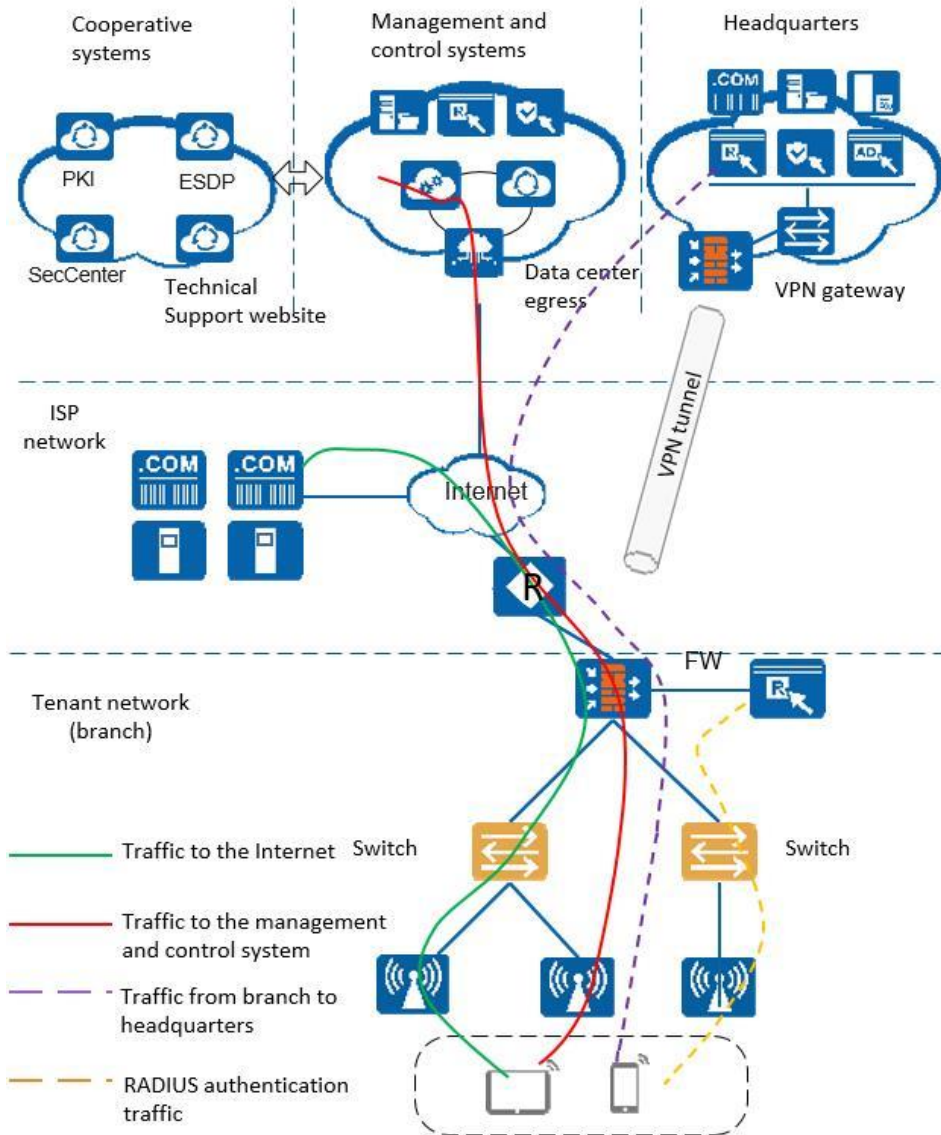 Cooperative
systems
Management and
control systems
Headquarters
.COM
R
R
AD
PKI
ESDP
SecCenter
Technical
Support website
Data center
egress
VPN gateway
VPN tunnel
ISP
network
.COM
.COM
Internet
R
FW
R
Tenant network
(branch)
Switch
Switch
Traffic to the Internet
Traffic to the management
and control system
Traffic from branch to
headquarters
RADIUS authentication
traffic